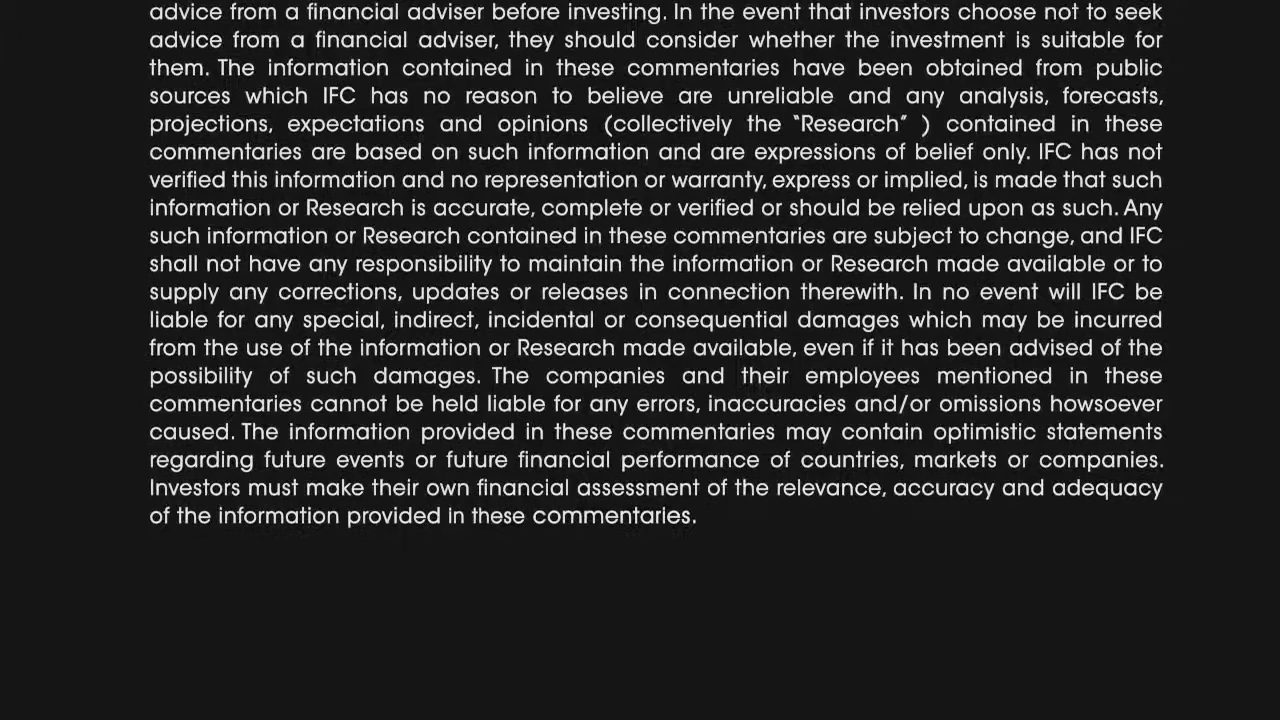 advice from a financial adviser before investing. In the event that investors choose not to seek
advice from a financial adviser, they should consider whether the investment is suitable for
them. The information contained in these commentaries have been obtained from public
sources which IFC has no reason to believe are unreliable and any analysis, forecasts,
projections, expectations and opinions (collectively the “Research” ) contained in these
commentaries are based on such information and are expressions of belief only. IFC has not
verified this information and no representation or warranty, express or implied, is made that such
information or Research is accurate, complete or verified or should be relied upon as such. Any
such information or Research contained in these commentaries are subject to change, and IFC
shall not have any responsibility to maintain the information or Research made available or to
supply any corrections, updates or releases in connection therewith. In no event will IFC be
liable for any special, indirect, incidental or consequential damages which may be incurred
from the use of the information or Research made available, even if it has been advised of the
possibility of such damages. The companies and their employees mentioned in these
commentaries cannot be held liable for any errors, inaccuracies and/or omissions howsoever
caused. The information provided in these commentaries may contain optimistic statements
regarding future events or future financial performance of countries, markets or companies.
Investors must make their own financial assessment of the relevance, accuracy and adequacy
of the information provided in these commentaries.